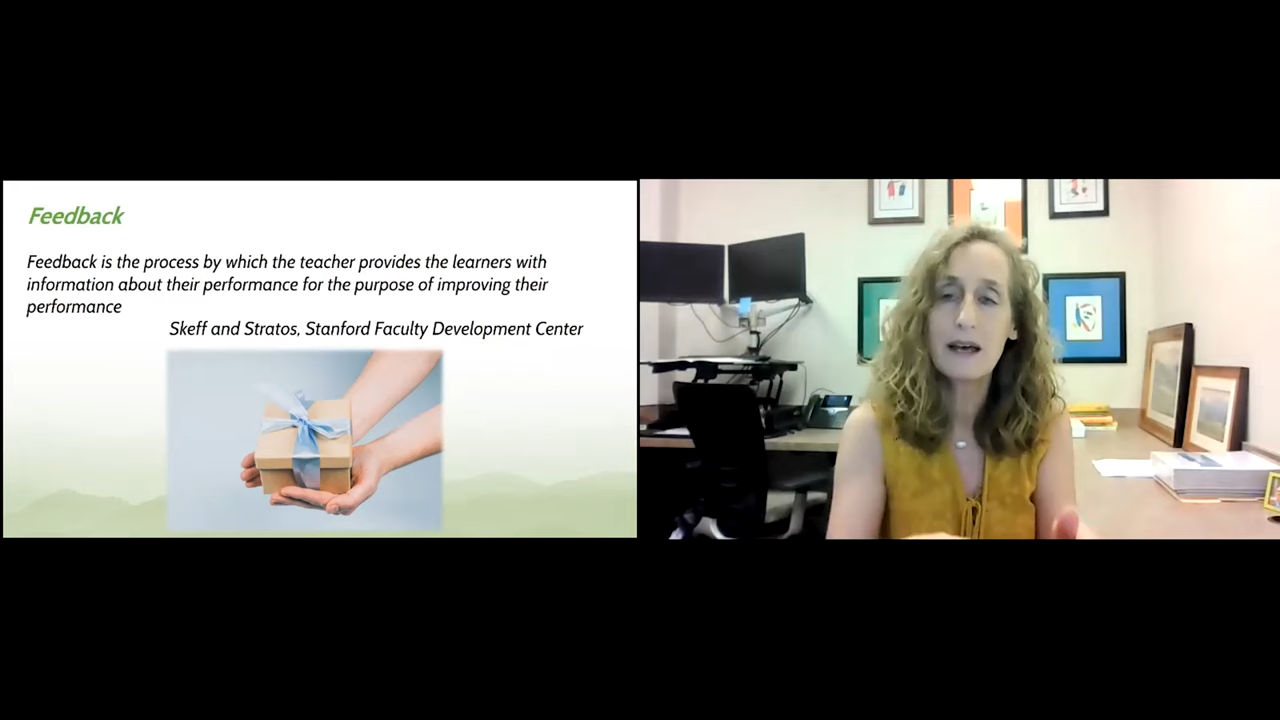 Feedback
Feedback is the process by which the teacher provides the learners with
information about their performance for the purpose of improving their
performance
Skeff and Stratos, Stanford Faculty Development Center